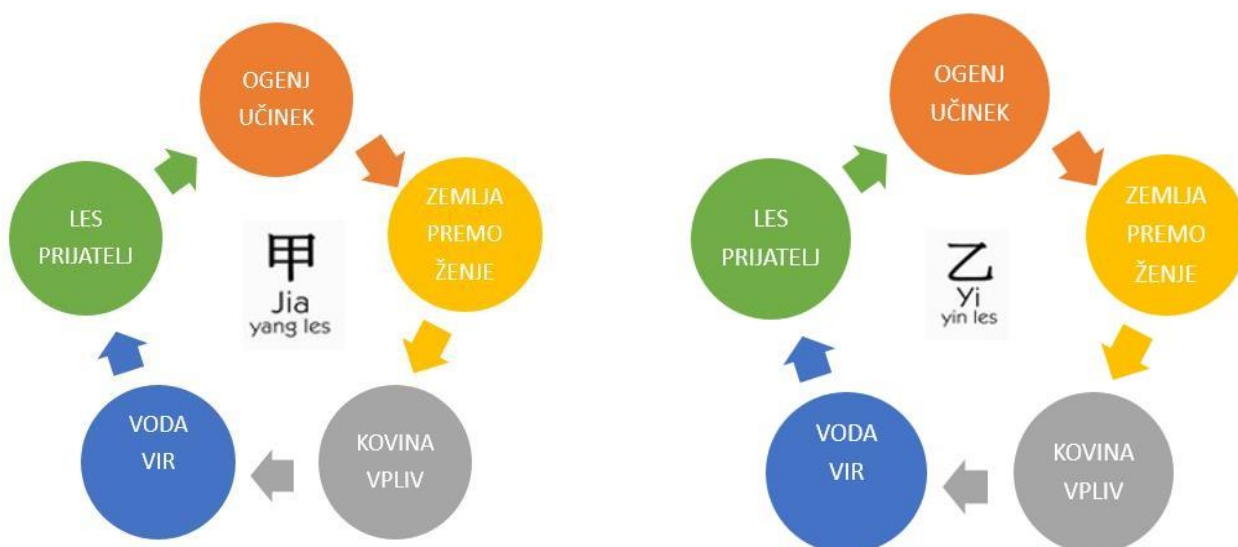 OGENJ
UČINEK
LES
PRIJATELJ
ZEMLJA
PREMO
ŽENJE
甲
Jia
yang les
VODA
VIR
KOVINA
VPLIV
OGENJ
UČINEK
LES
PRIJATELJ
ZEMLJA
PREMO
ŽENJE
乙
Yi
yin les
VODA
VIR
KOVINA
VPLIV